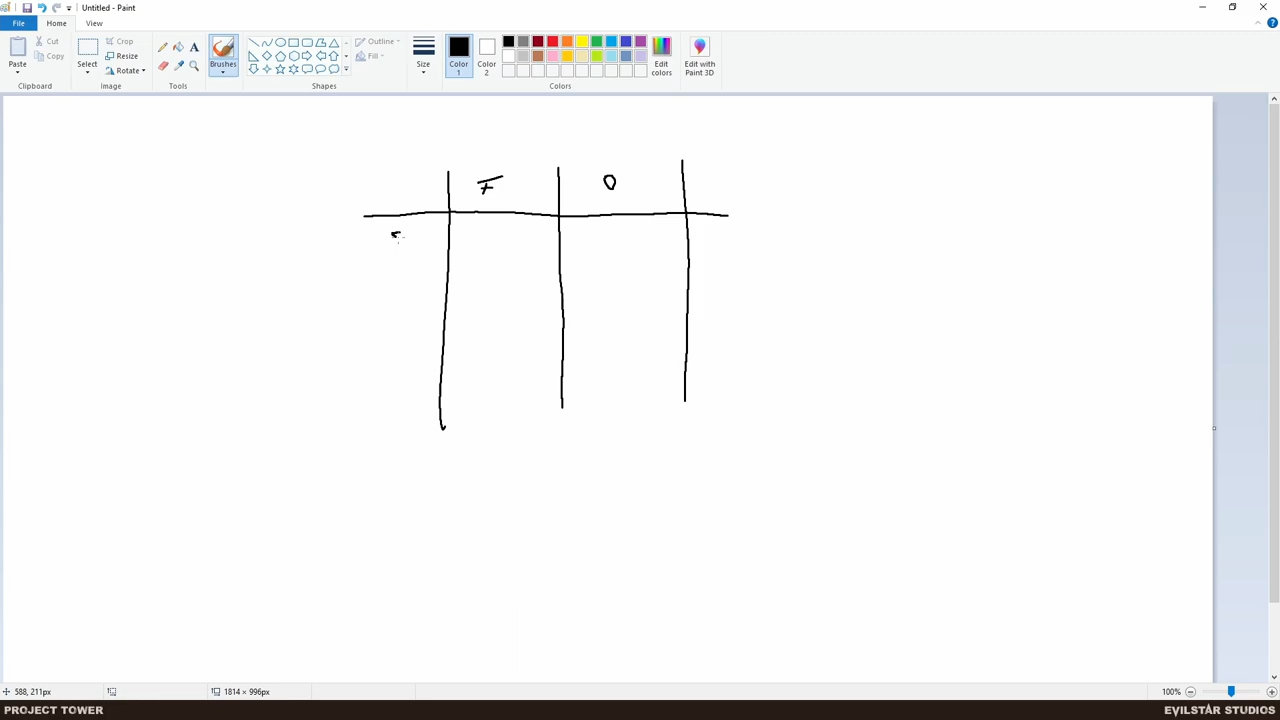 Untitled - Paint
File Home View
Paste
Cut
Copy
Clipboard
Select
Crop
Resize
Rotate
Image
A
Tools
Brushes
Outline
Fill
Shapes
Size
Color 1
Color 2
Edit colors
Colors
Edit with Paint 3D
F O
588, 211px
1814 × 996px
100%
PROJECT TOWER
EVILSTAR STUDIOS